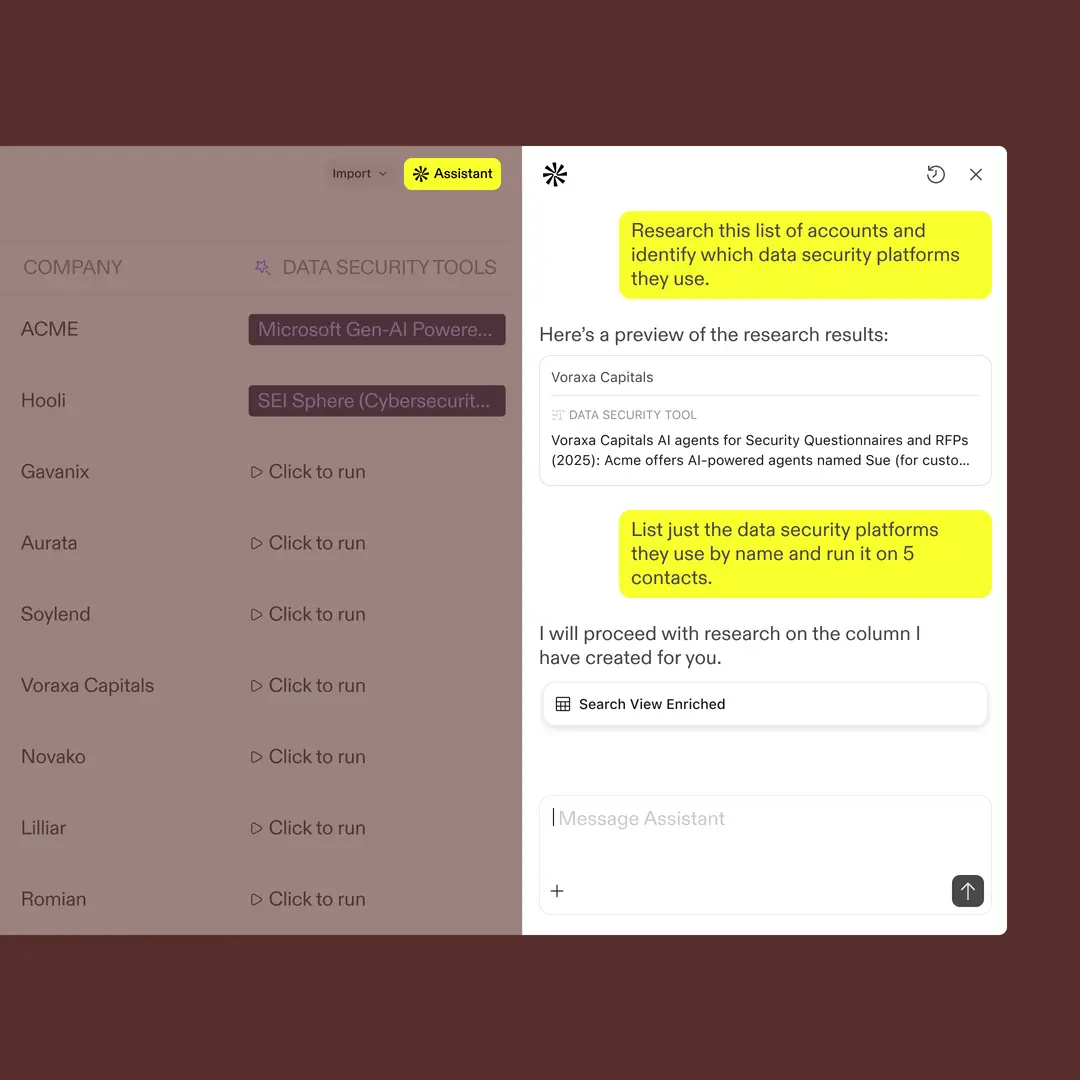 Import
Assistant
COMPANY
DATA SECURITY TOOLS
ACME
Microsoft Gen-AI Powere...
Hooli
SEI Sphere (Cybersecurit...
Gavanix
Click to run
Aurata
Click to run
Soylend
Click to run
Voraxa Capitals
Click to run
Novako
Click to run
Lilliar
Click to run
Romian
Click to run
Research this list of accounts and
identify which data security platforms
they use.
Here’s a preview of the research results:
Voraxa Capitals
DATA SECURITY TOOL
Voraxa Capitals AI agents for Security Questionnaires and RFPs
(2025): Acme offers AI-powered agents named Sue (for custo...
List just the data security platforms
they use by name and run it on 5
contacts.
I will proceed with research on the column I
have created for you.
Search View Enriched
Message Assistant